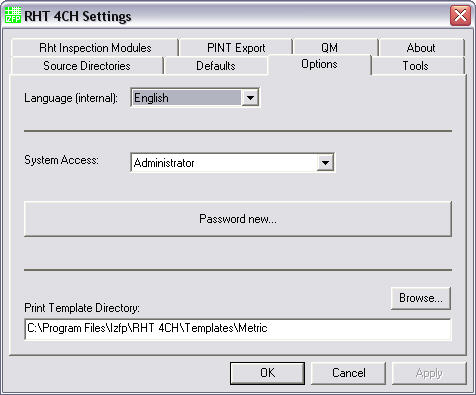 RHT 4CH Settings
IZFP
Rht Inspection Modules
PINT Export
QM
About
Source Directories
Defaults
Options
Tools
Language (internal):
English
System Access:
Administrator
Password new...
Browse...
Print Template Directory:
C:\Program Files\Izfp\RHT 4CH\Templates\Metric
OK
Cancel
Apply